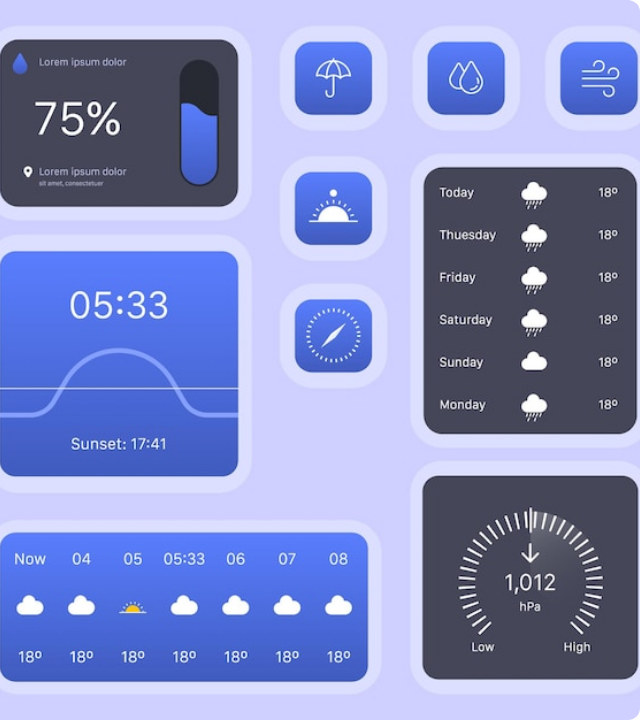 Lorem ipsum dolor
75%
Lorem ipsum dolor
sit amet, consectetuer
05:33
Sunset: 17:41
Today 18º
Thuesday 18º
Friday 18º
Saturday 18º
Sunday 18º
Monday 18º
Now 04 05 05:33 06 07 08
18º 18º 18º 18º 18º 18º 18º
1,012
hPa
Low High